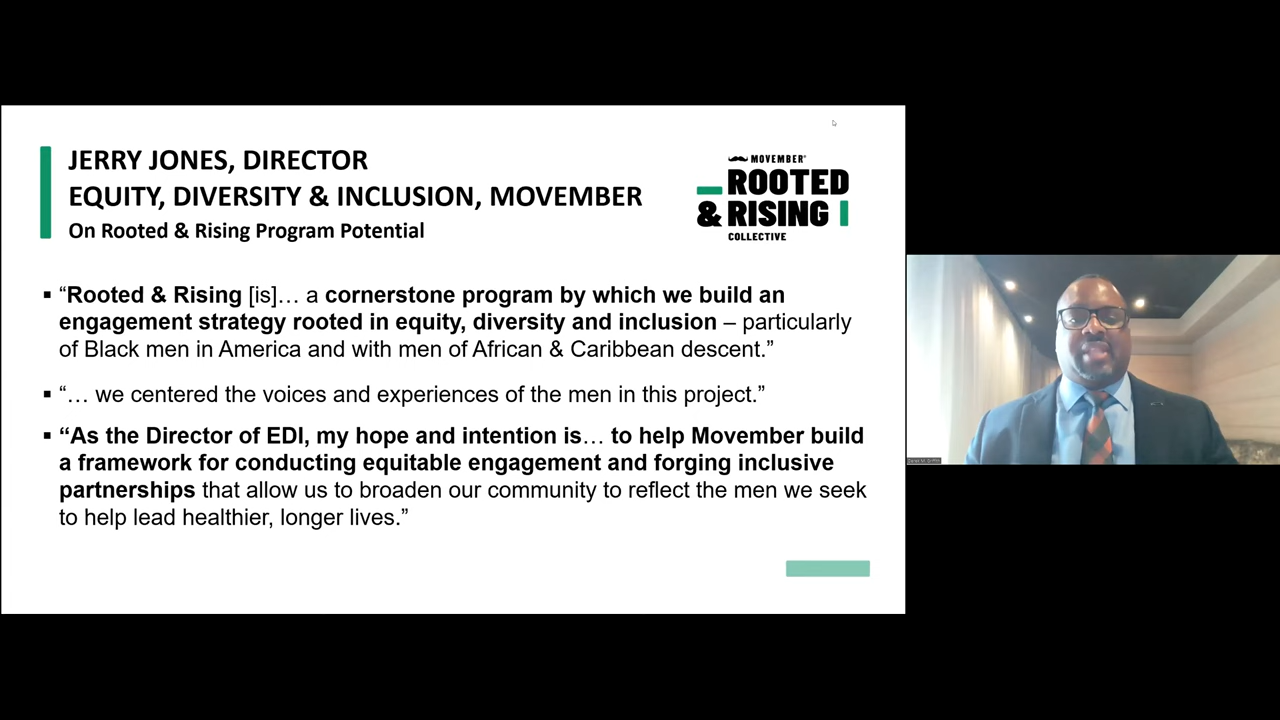 JERRY JONES, DIRECTOR
EQUITY, DIVERSITY & INCLUSION, MOVEMBER
On Rooted & Rising Program Potential
MOVEMBER®
ROOTED
& RISING
COLLECTIVE
▪ “Rooted & Rising [is]… a cornerstone program by which we build an
engagement strategy rooted in equity, diversity and inclusion – particularly
of Black men in America and with men of African & Caribbean descent.”
▪ “… we centered the voices and experiences of the men in this project.”
▪ “As the Director of EDI, my hope and intention is… to help Movember build
a framework for conducting equitable engagement and forging inclusive
partnerships that allow us to broaden our community to reflect the men we seek
to help lead healthier, longer lives.”